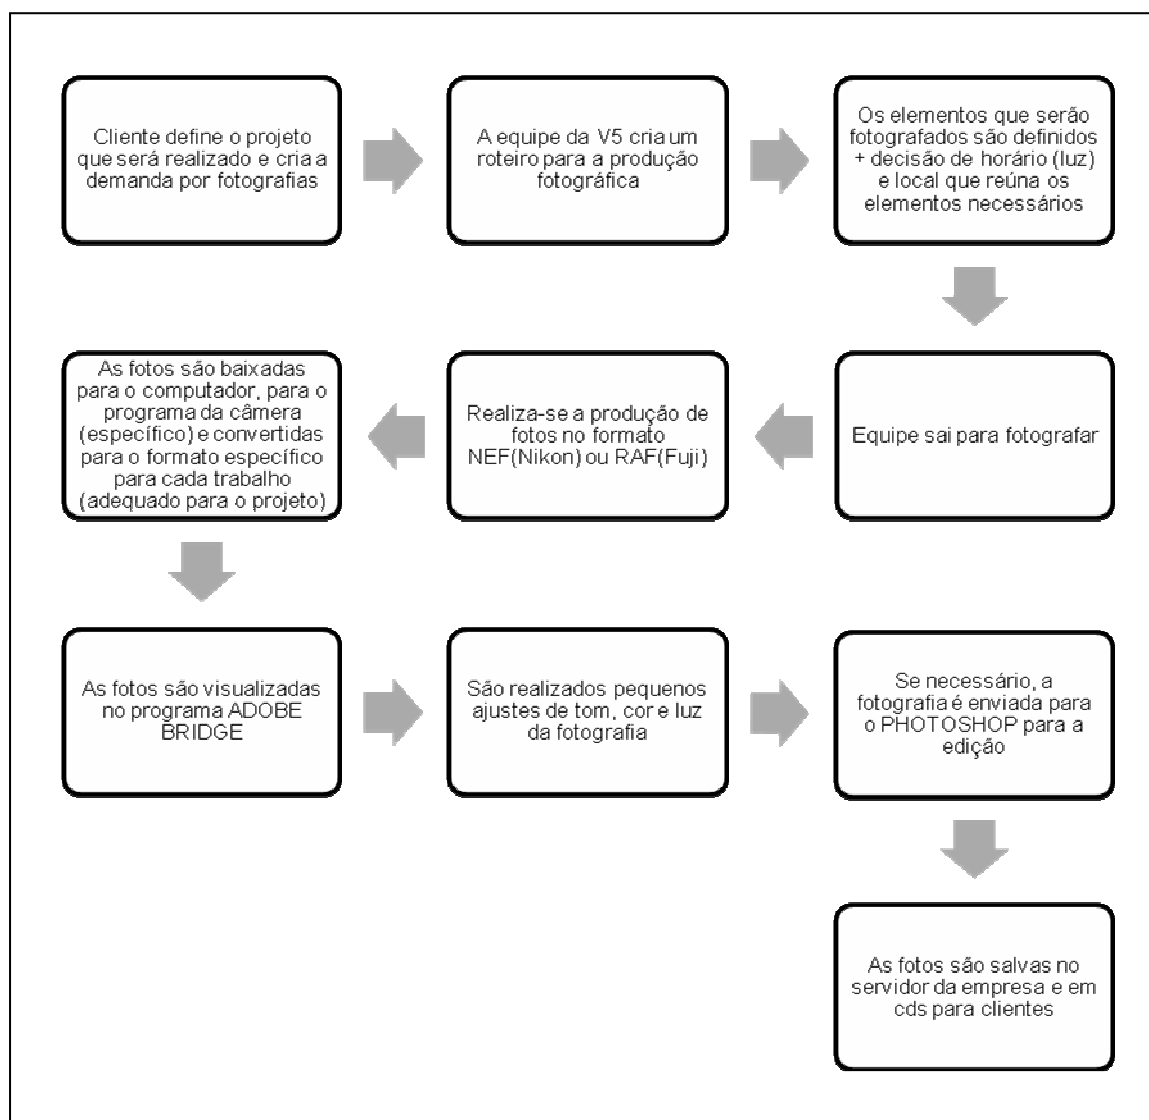 Cliente define o projeto
que será realizado e cria a
demanda por fotografias
A equipe da V5 cria um
roteiro para a produção
fotográfica
Os elementos que serão
fotografados são definidos
+ decisão de horário (luz)
e local que reúna os
elementos necessários
Equipe sai para fotografar
Realiza-se a produção de
fotos no formato
NEF(Nikon) ou RAF(Fuji)
As fotos são baixadas
para o computador, para o
programa da câmera
(específico) e convertidas
para o formato específico
para cada trabalho
(adequado para o projeto)
As fotos são visualizadas
no programa ADOBE
BRIDGE
São realizados pequenos
ajustes de tom, cor e luz
da fotografia
Se necessário, a
fotografia é enviada para
o PHOTOSHOP para a
edição
As fotos são salvas no
servidor da empresa e em
cds para clientes